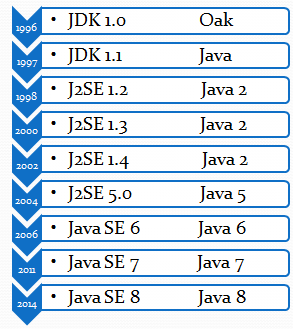 1996 • JDK 1.0 Oak
1997 • JDK 1.1 Java
1998 • J2SE 1.2 Java 2
2000 • J2SE 1.3 Java 2
2002 • J2SE 1.4 Java 2
2004 • J2SE 5.0 Java 5
2006 • Java SE 6 Java 6
2011 • Java SE 7 Java 7
2014 • Java SE 8 Java 8